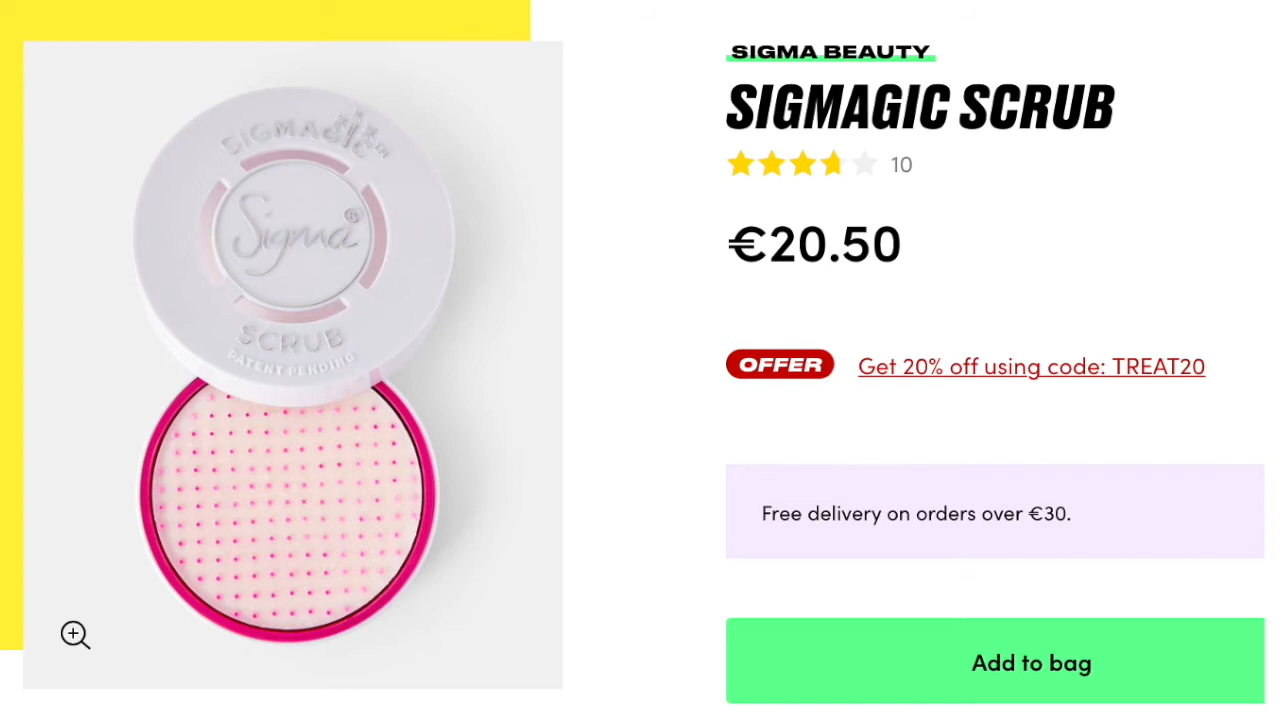 SIGMAGIC™
Sigma®
SCRUB
PATENT PENDING
SIGMA BEAUTY
SIGMAGIC SCRUB
10
€20.50
OFFER
Get 20% off using code: TREAT20
Free delivery on orders over €30.
Add to bag